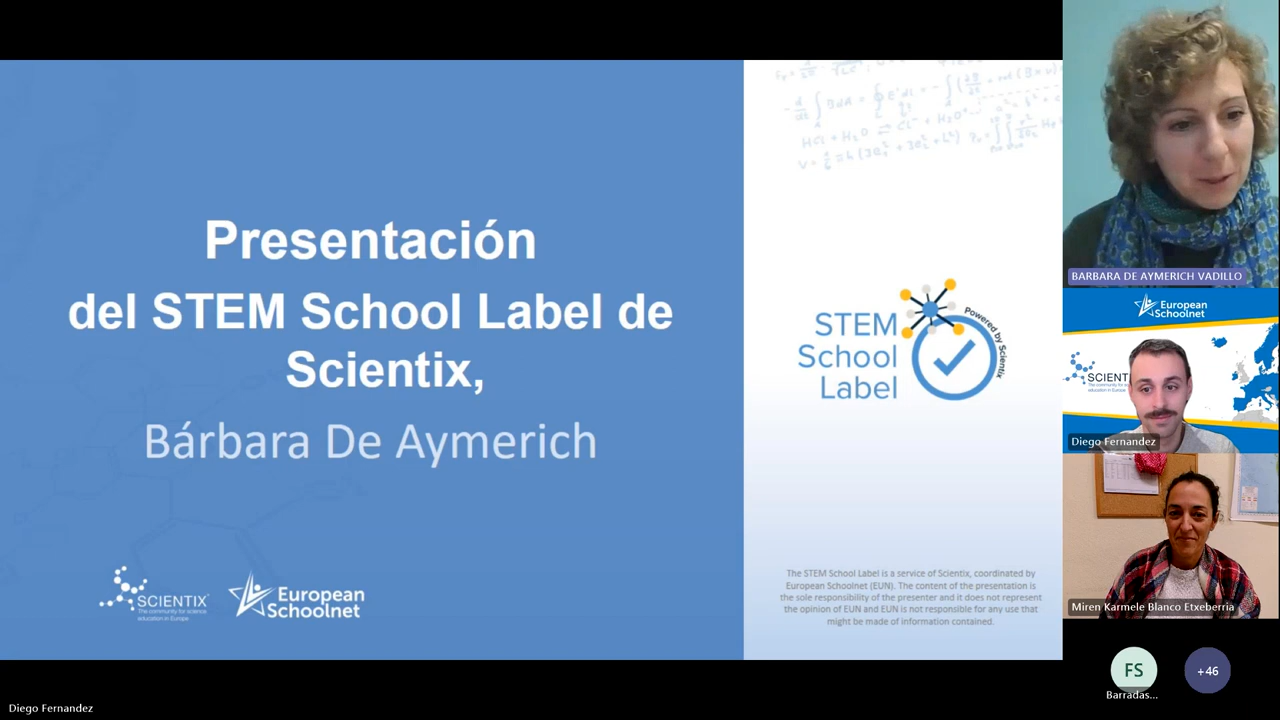 Presentación
del STEM School Label de
Scientix,
Bárbara De Aymerich
SCIENTIX
The community for science
education in Europe
European
Schoolnet
STEM
School
Label
Powered by Scientix
The STEM School Label is a service of Scientix, coordinated by
European Schoolnet (EUN). The content of the presentation is
the sole responsibility of the presenter and it does not represent
the opinion of EUN and EUN is not responsible for any use that
might be made of information contained.
BARBARA DE AYMERICH VADILLO
European
Schoolnet
Diego Fernandez
Miren Karmele Blanco Etxeberria
FS
Barradas...
+46
Diego Fernandez